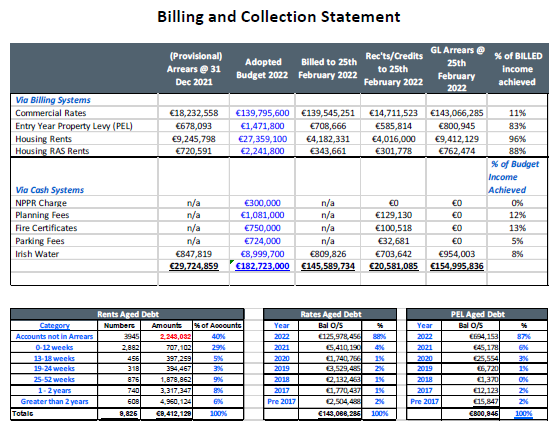 Billing and Collection Statement
(Provisional) Arrears @ 31 Dec 2021 Adopted Budget 2022 Billed to 25th February 2022 Rec'ts/Credits to 25th February 2022 GL Arrears @ 25th February 2022 % of BILLED income achieved
Via Billing Systems
Commercial Rates €18,232,558 €139,795,600 €139,545,251 €14,711,523 €143,066,285 11%
Entry Year Property Levy (PEL) €678,093 €1,471,800 €708,666 €585,814 €800,945 83%
Housing Rents €9,245,798 €27,359,100 €4,182,331 €4,016,000 €9,412,129 96%
Housing RAS Rents €720,591 €2,241,800 €343,661 €301,778 €762,474 88%
Via Cash Systems % of Budget Income Achieved
NPPR Charge n/a €300,000 n/a €0 €0 0%
Planning Fees n/a €1,081,000 n/a €129,130 €0 12%
Fire Certificates n/a €750,000 n/a €100,518 €0 13%
Parking Fees n/a €724,000 n/a €32,681 €0 5%
Irish Water €847,819 €8,999,700 €809,826 €703,642 €954,003 8%
€29,724,859 €182,723,000 €145,589,734 €20,581,085 €154,995,836
Rents Aged Debt
Category Numbers Amounts % of Accounts
Accounts not in Arrears 3945 2,243,032 40%
0-12 weeks 2,882 707,102 29%
13-18 weeks 456 397,259 5%
19-24 weeks 318 394,467 3%
25-52 weeks 876 1,878,862 9%
1 - 2 years 740 3,317,347 8%
Greater than 2 years 608 4,960,124 6%
Totals 9,825 €9,412,129 100%
Rates Aged Debt
Year Bal O/S %
2022 €125,978,456 88%
2021 €5,410,190 4%
2020 €1,740,766 1%
2019 €3,529,485 2%
2018 €2,132,463 1%
2017 €1,770,437 1%
Pre 2017 €2,504,488 2%
€143,066,285 100%
PEL Aged Debt
Year Bal O/S %
2022 €694,153 87%
2021 €45,178 6%
2020 €25,554 3%
2019 €6,720 1%
2018 €1,370 0%
2017 €12,123 2%
Pre 2017 €15,847 2%
€800,945 100%